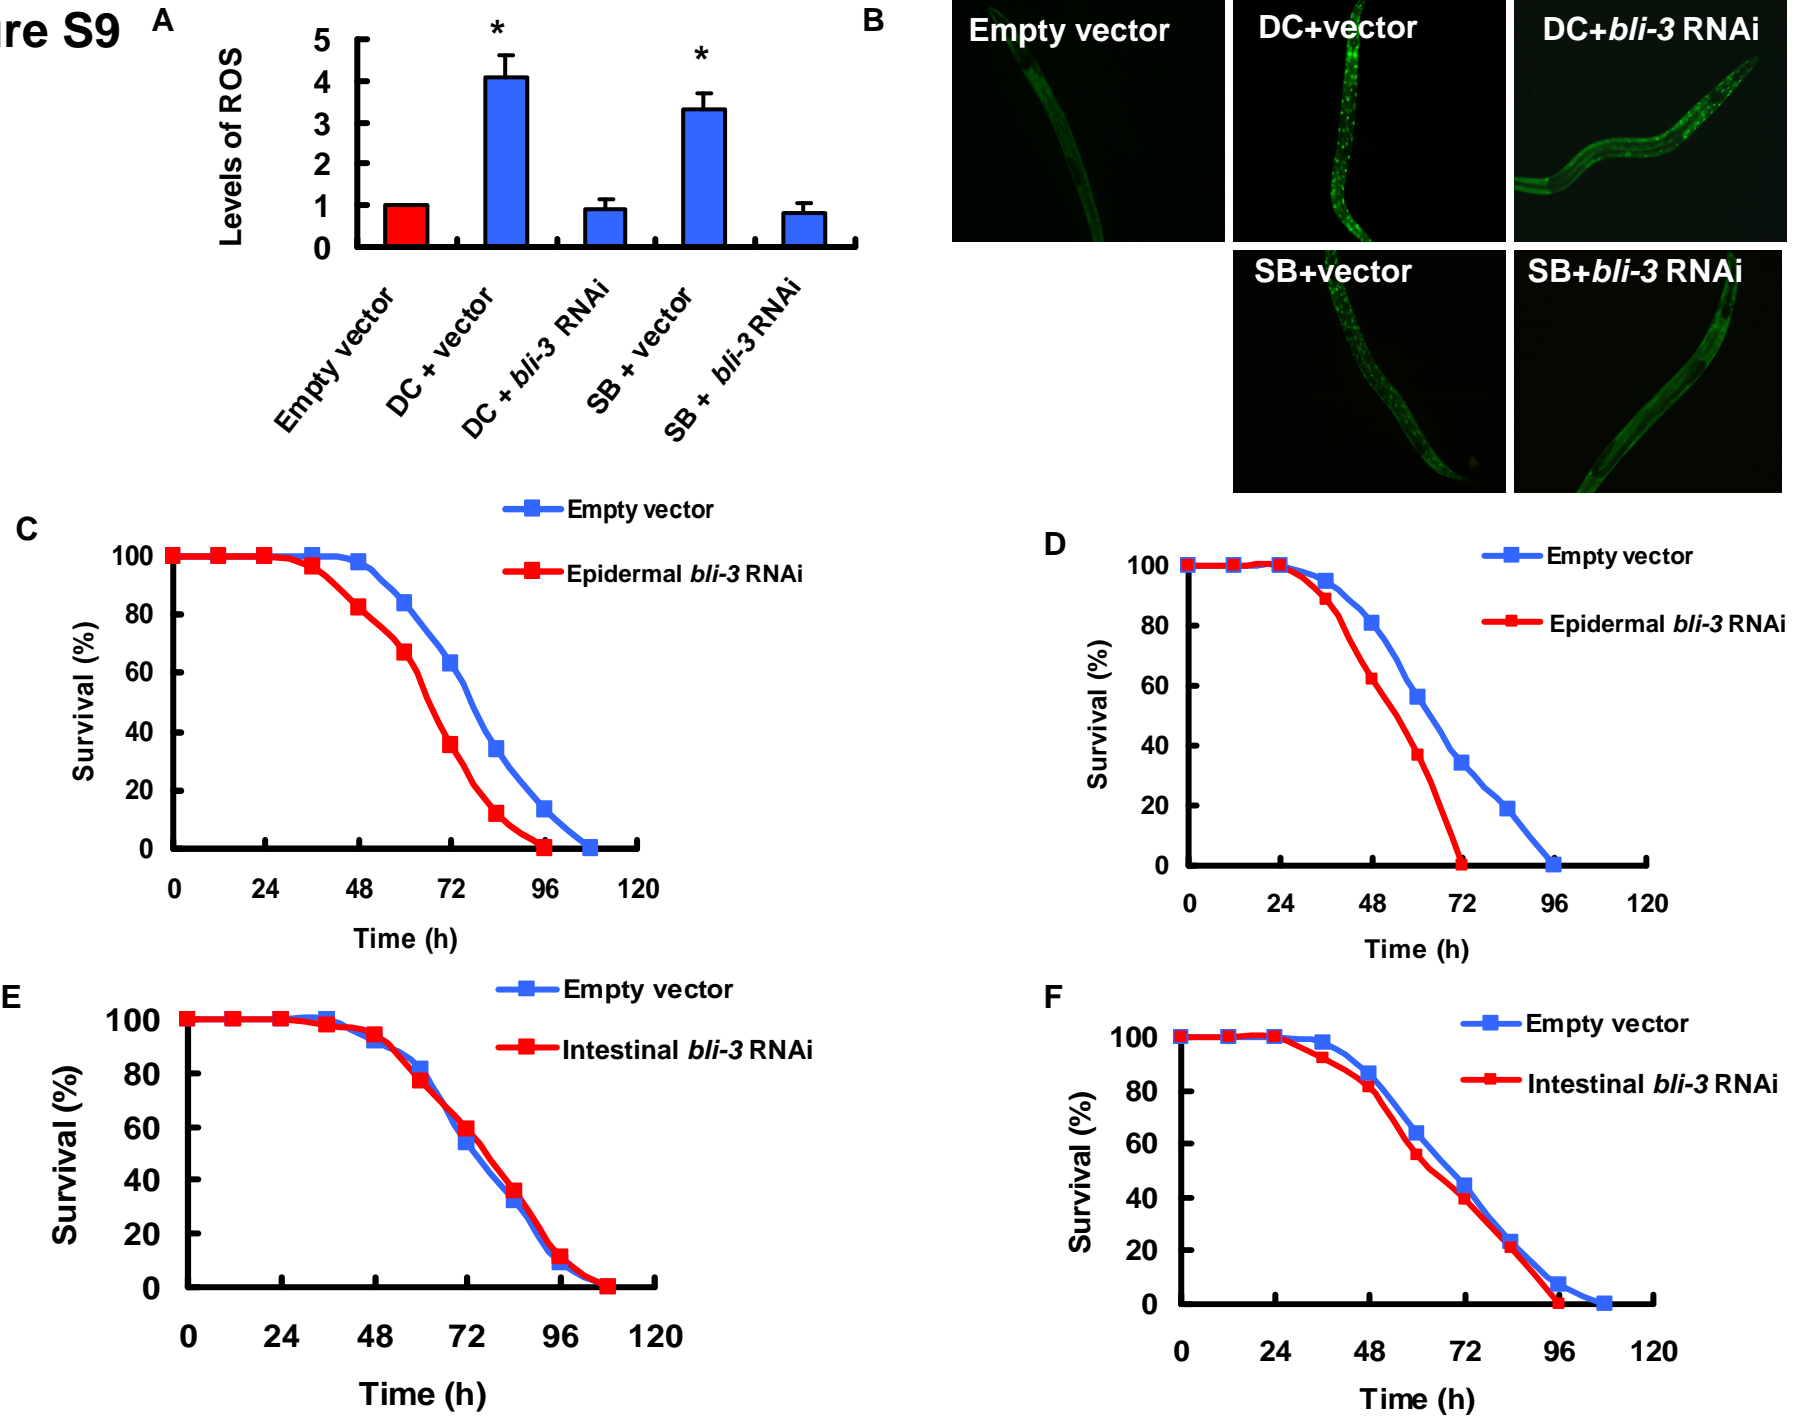 re S9
A
5
4
3
2
1
0
Levels of ROS
*
*
Empty vector
DC + vector
DC + bli-3 RNAi
SB + vector
SB + bli-3 RNAi
B
Empty vector
DC+vector
DC+bli-3 RNAi
SB+vector
SB+bli-3 RNAi
C
Empty vector
Epidermal bli-3 RNAi
100
80
60
40
20
0
Survival (%)
0 24 48 72 96 120
Time (h)
D
Empty vector
Epidermal bli-3 RNAi
100
80
60
40
20
0
Survival (%)
0 24 48 72 96 120
Time (h)
E
Empty vector
Intestinal bli-3 RNAi
100
80
60
40
20
0
Survival (%)
0 24 48 72 96 120
Time (h)
F
Empty vector
Intestinal bli-3 RNAi
100
80
60
40
20
0
Survival (%)
0 24 48 72 96 120
Time (h)